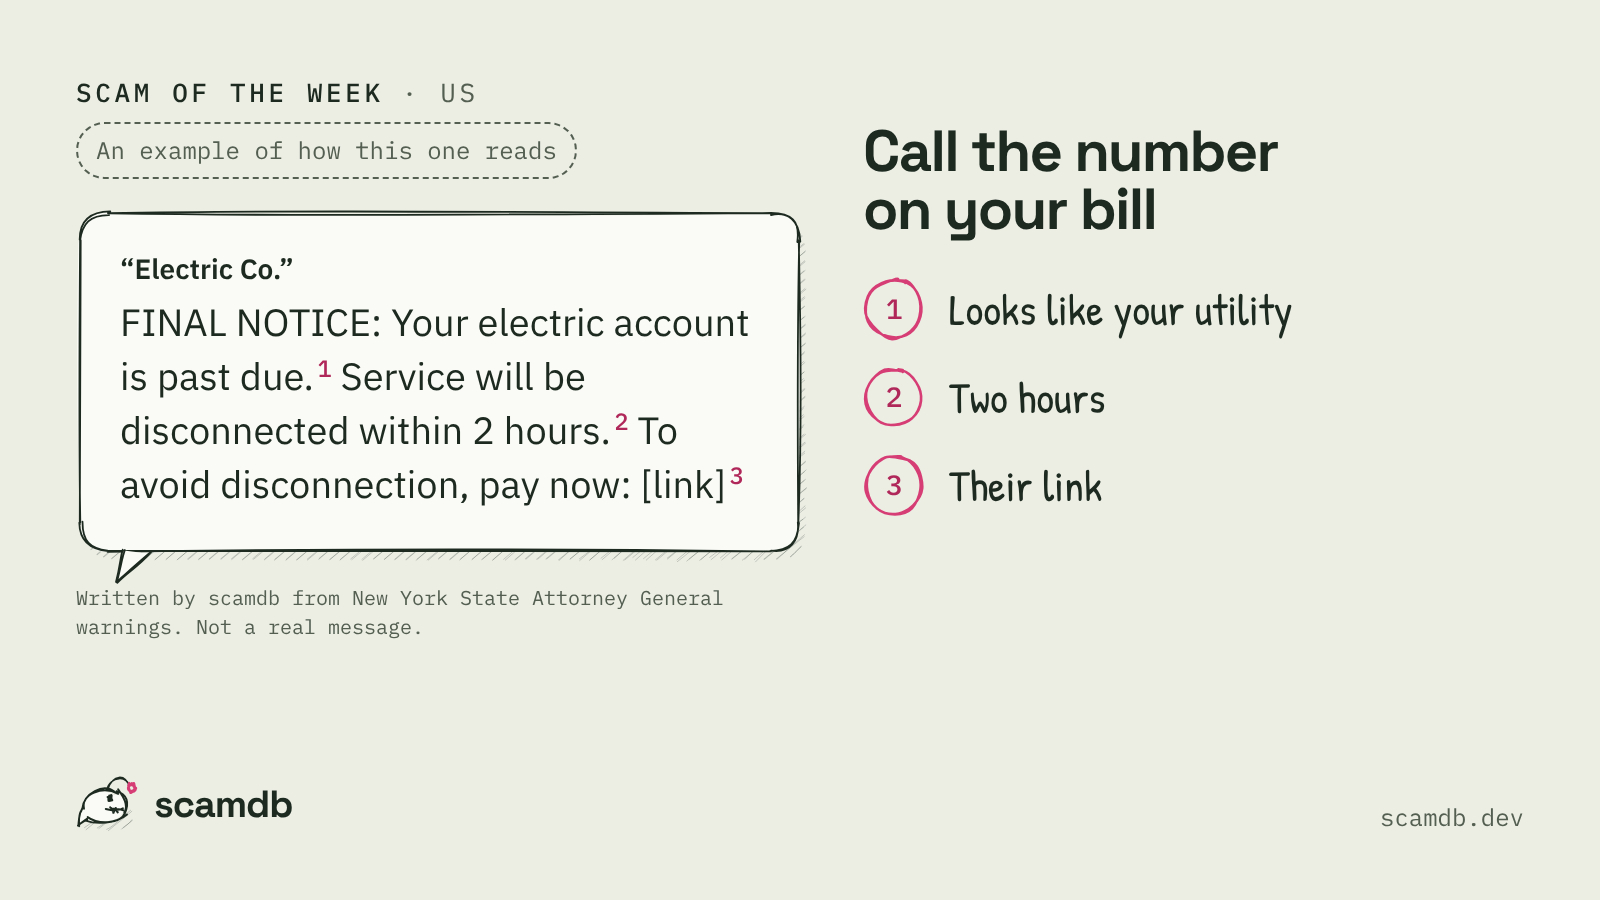 SCAM OF THE WEEK · US
An example of how this one reads
“Electric Co.”
FINAL NOTICE: Your electric account
is past due.¹ Service will be
disconnected within 2 hours.² To
avoid disconnection, pay now: [link]³
Written by scamdb from New York State Attorney General
warnings. Not a real message.
Call the number
on your bill
1 Looks like your utility
2 Two hours
3 Their link
scamdb
scamdb.dev